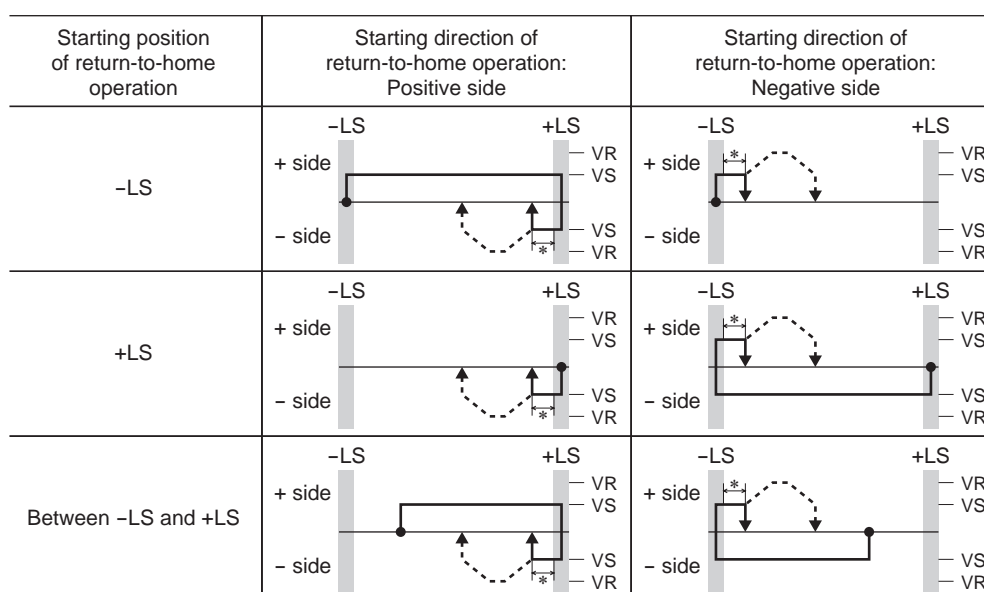 Starting position
of return-to-home
operation
Starting direction of
return-to-home operation:
Positive side
Starting direction of
return-to-home operation:
Negative side
–LS
–LS +LS
+ side
– side
VR
VS
VS
VR
*
–LS +LS
+ side
– side
VR
VS
VS
VR
*
+LS
–LS +LS
+ side
– side
VR
VS
VS
VR
*
–LS +LS
+ side
– side
VR
VS
VS
VR
*
Between –LS and +LS
–LS +LS
+ side
– side
VR
VS
VS
VR
*
–LS +LS
+ side
– side
VR
VS
VS
VR
*